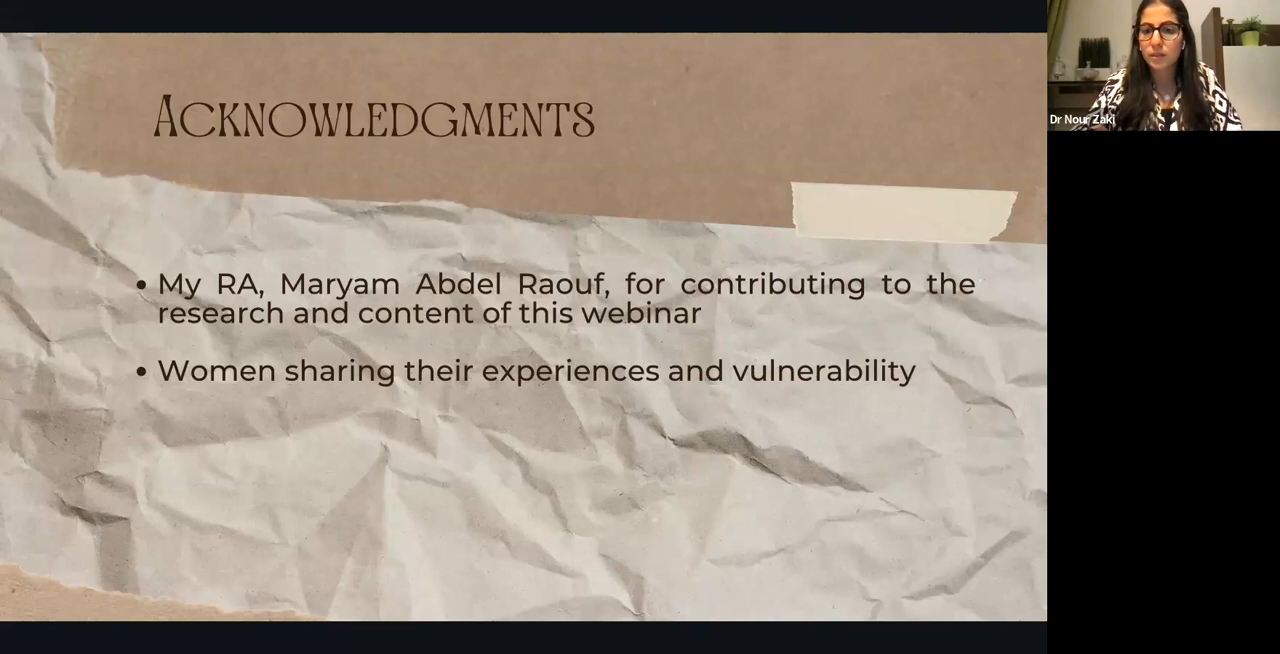 ACKNOWLEDGMENTS
Dr Nour Zaki
• My RA, Maryam Abdel Raouf, for contributing to the
research and content of this webinar
• Women sharing their experiences and vulnerability